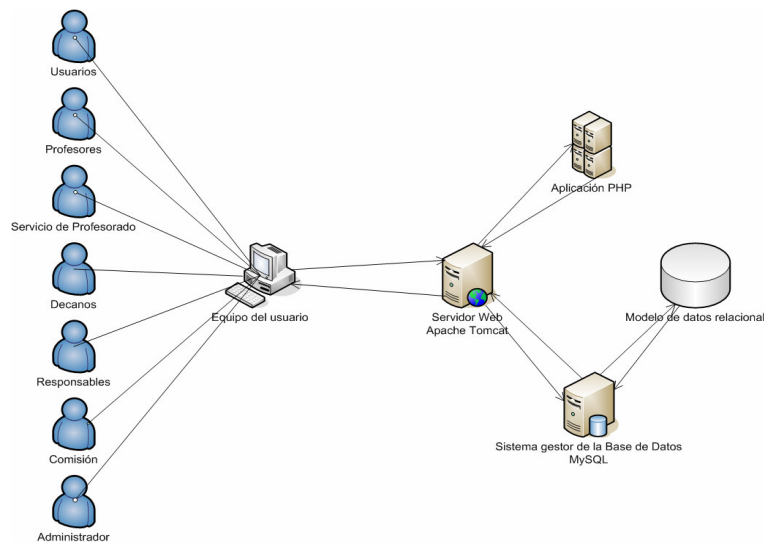 Usuarios
Profesores
Servicio de Profesorado
Decanos
Responsables
Comisión
Administrador
Equipo del usuario
Servidor Web
Apache Tomcat
Aplicación PHP
Modelo de datos relacional
Sistema gestor de la Base de Datos
MySQL